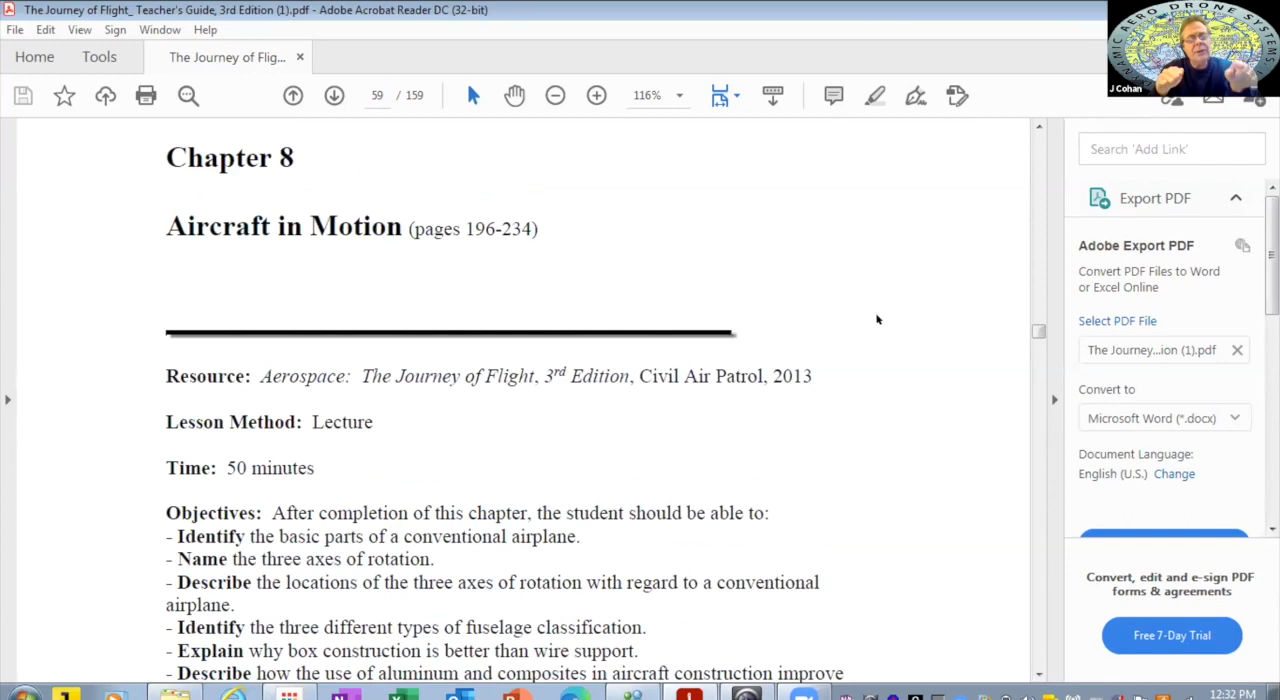 The Journey of Flight_ Teacher's Guide, 3rd Edition (1).pdf - Adobe Acrobat Reader DC (32-bit)
File Edit View Sign Window Help
Home Tools The Journey of Flig... ×
59 / 159 116%
DYNAMIC AERO DRONE SYSTEMS,
J Cohan
Chapter 8
Aircraft in Motion (pages 196-234)
Resource: Aerospace: The Journey of Flight, 3rd Edition, Civil Air Patrol, 2013
Lesson Method: Lecture
Time: 50 minutes
Objectives: After completion of this chapter, the student should be able to:
- Identify the basic parts of a conventional airplane.
- Name the three axes of rotation.
- Describe the locations of the three axes of rotation with regard to a conventional
airplane.
- Identify the three different types of fuselage classification.
- Explain why box construction is better than wire support.
- Describe how the use of aluminum and composites in aircraft construction improve
Search 'Add Link'
Export PDF
Adobe Export PDF
Convert PDF Files to Word
or Excel Online
Select PDF File
The Journey...ion (1).pdf
Convert to
Microsoft Word (*.docx)
Document Language:
English (U.S.) Change
Convert, edit and e-sign PDF
forms & agreements
Free 7-Day Trial
12:32 PM